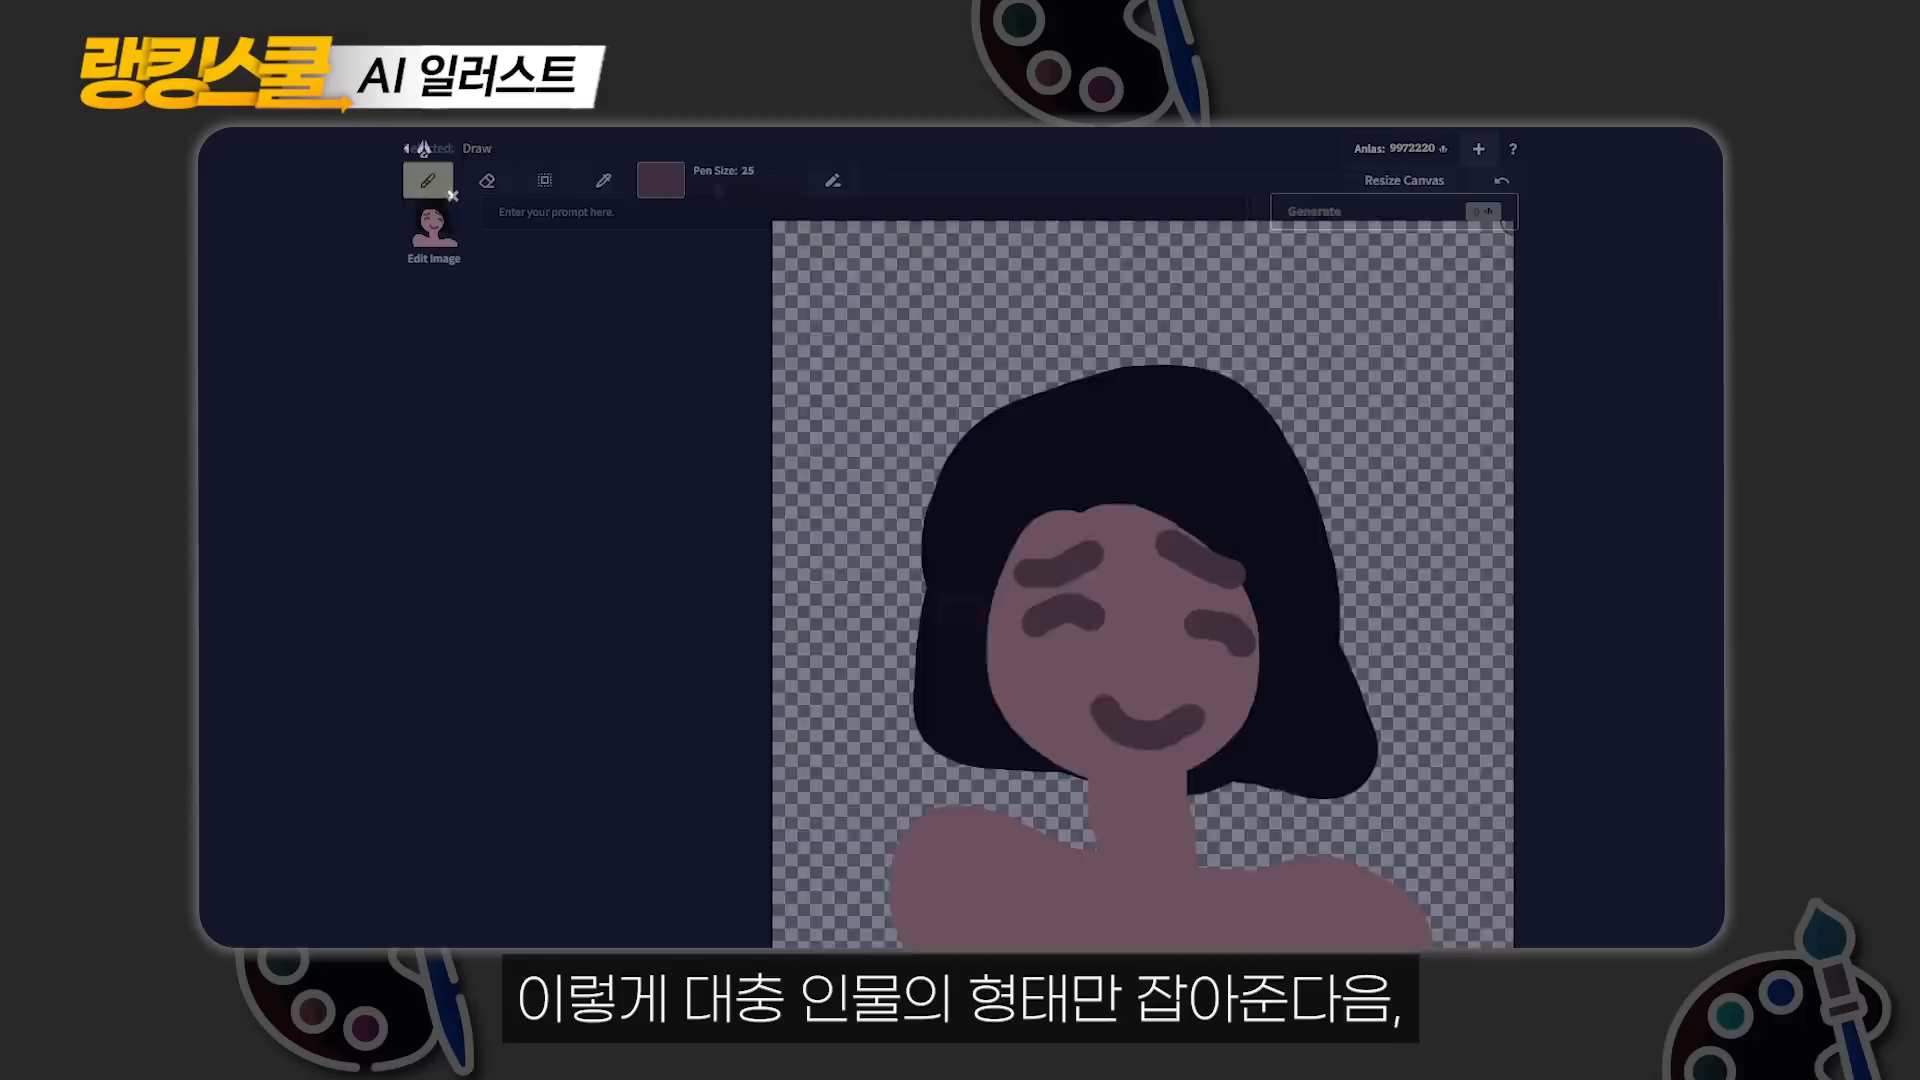 랭킹스쿨 AI 일러스트
Draw
Anlas: 9972220
?
Pen Size: 25
Resize Canvas
Enter your prompt here.
Generate
Edit Image
이렇게 대충 인물의 형태만 잡아준다음,